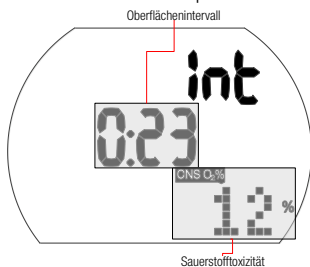 Oberflächenintervall
int
0:23
CNS O₂%
12 %
Sauerstofftoxizität